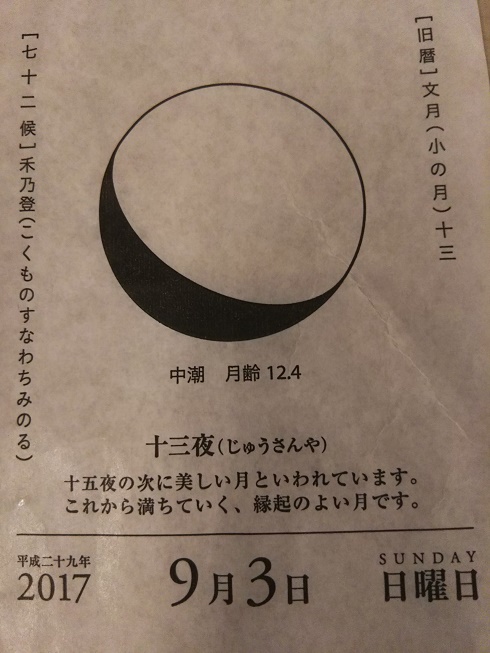 [旧暦]文月(小の月)十三
[七十二候]禾乃登(こくものすなわちみのる)
中潮　月齢 12.4
十三夜(じゅうさんや)
十五夜の次に美しい月といわれています。
これから満ちていく、縁起のよい月です。
平成二十九年
2017
9月3日
SUNDAY
日曜日